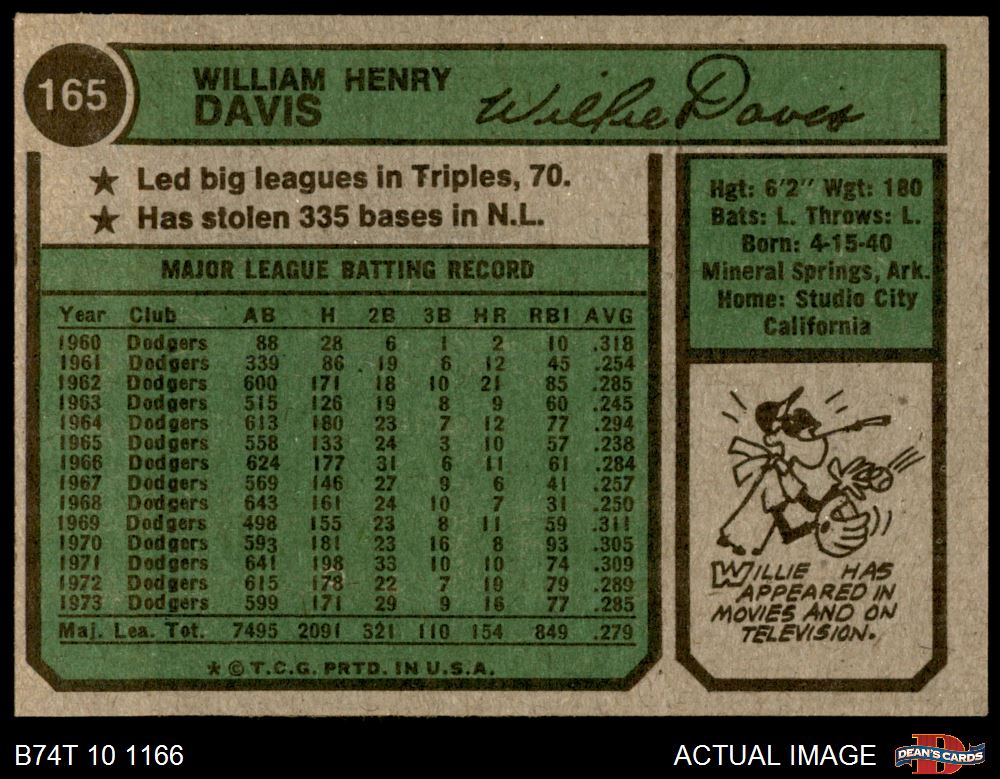 165
WILLIAM HENRY
DAVIS
Willie Davis
★ Led big leagues in Triples, 70.
★ Has stolen 335 bases in N.L.
MAJOR LEAGUE BATTING RECORD
Year Club AB H 2B 3B HR RBI AVG
1960 Dodgers 88 28 6 1 2 10 .318
1961 Dodgers 339 86 19 6 12 45 .254
1962 Dodgers 600 171 18 10 21 85 .285
1963 Dodgers 515 126 19 8 9 60 .245
1964 Dodgers 613 180 23 7 12 77 .294
1965 Dodgers 558 133 24 3 10 57 .238
1966 Dodgers 624 177 31 6 11 61 .284
1967 Dodgers 569 146 27 9 6 41 .257
1968 Dodgers 643 161 24 10 7 31 .250
1969 Dodgers 498 155 23 8 11 59 .311
1970 Dodgers 593 181 23 16 8 93 .305
1971 Dodgers 641 198 33 10 10 74 .309
1972 Dodgers 615 178 22 7 19 79 .289
1973 Dodgers 599 171 29 9 16 77 .285
Maj. Lea. Tot. 7495 2091 321 110 154 849 .279
★ © T.C.G. PRTD. IN U.S.A.
Hgt: 6'2" Wgt: 180
Bats: L. Throws: L.
Born: 4-15-40
Mineral Springs, Ark.
Home: Studio City
California
WILLIE HAS
APPEARED IN
MOVIES AND ON
TELEVISION.
B74T 10 1166
ACTUAL IMAGE
D
DEAN'S CARDS